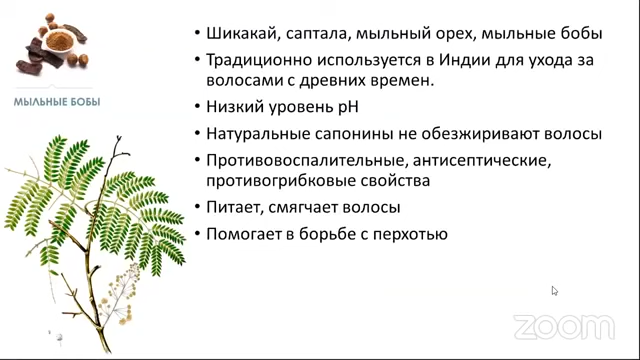 • Шикакай, саптала, мыльный орех, мыльные бобы
• Традиционно используется в Индии для ухода за
волосами с древних времен.
• Низкий уровень pH
• Натуральные сапонины не обезжиривают волосы
• Противовоспалительные, антисептические,
противогрибковые свойства
• Питает, смягчает волосы
• Помогает в борьбе с перхотью
МЫЛЬНЫЕ БОБЫ
zoom